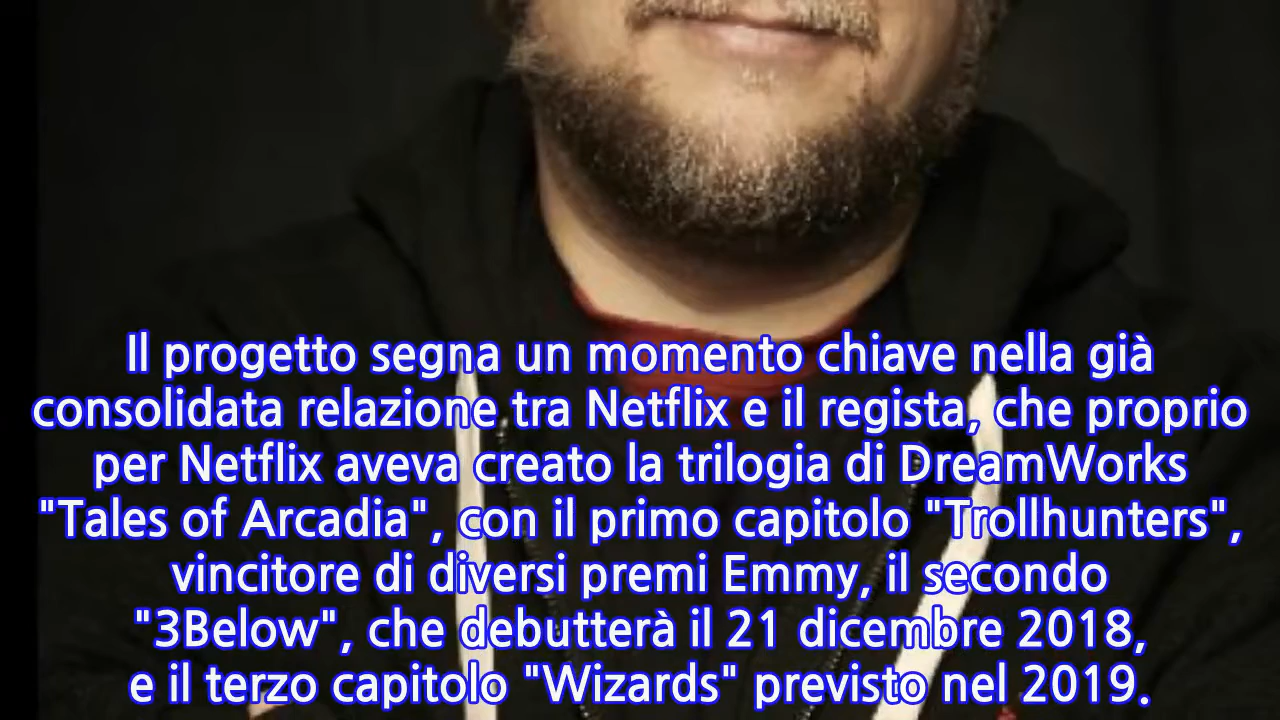 Il progetto segna un momento chiave nella già
consolidata relazione tra Netflix e il regista, che proprio
per Netflix aveva creato la trilogia di DreamWorks
"Tales of Arcadia", con il primo capitolo "Trollhunters",
vincitore di diversi premi Emmy, il secondo
"3Below", che debutterà il 21 dicembre 2018,
e il terzo capitolo "Wizards" previsto nel 2019.